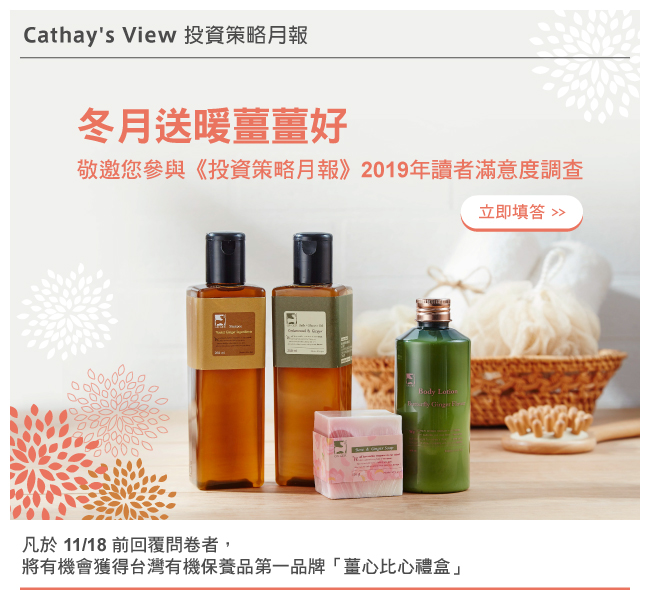 Cathay's View 投資策略月報
冬月送暖薑薑好
敬邀您參與《投資策略月報》2019年讀者滿意度調查
立即填答 >>
Body Lotion
凡於 11/18 前回覆問卷者，
將有機會獲得台灣有機保養品第一品牌「薑心比心禮盒」